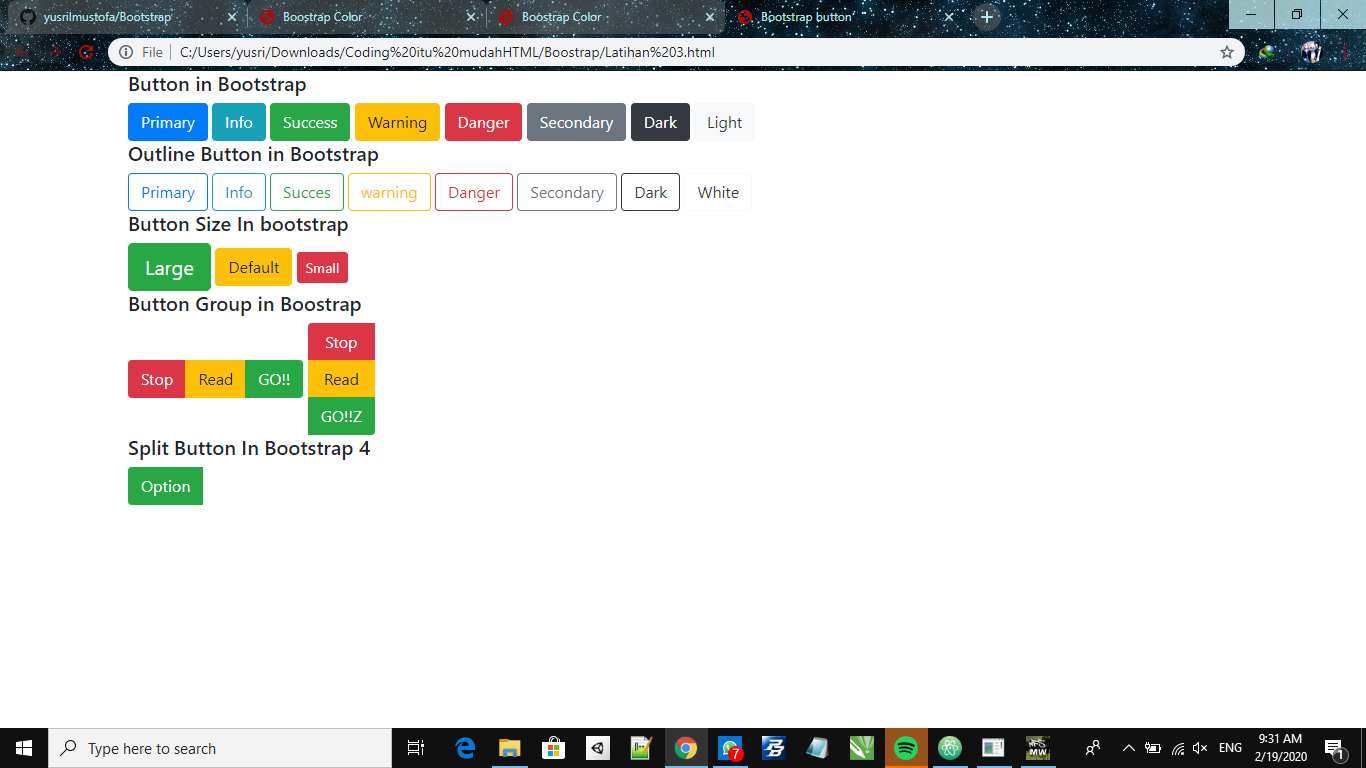 yusrilmustofa/Bootstrap
Boostrap Color
Boostrap Color
Bootstrap button
File
C:/Users/yusri/Downloads/Coding%20itu%20mudahHTML/Boostrap/Latihan%203.html
Button in Bootstrap
Primary Info Success Warning Danger Secondary Dark Light
Outline Button in Bootstrap
Primary Info Succes warning Danger Secondary Dark White
Button Size In bootstrap
Large Default Small
Button Group in Boostrap
Stop Read GO!!
Stop
Read
GO!!Z
Split Button In Bootstrap 4
Option
Type here to search
7
MW
ENG
9:31 AM
2/19/2020
1